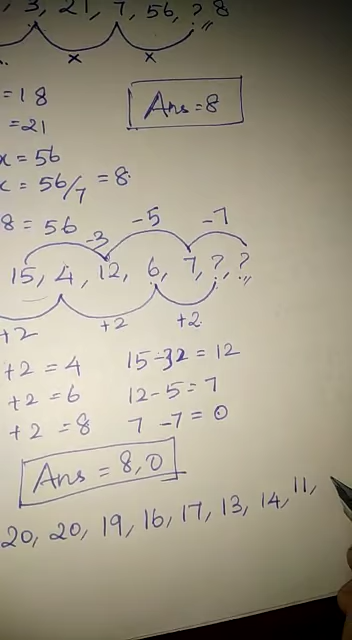 , 3, 21, 7, 56, ? 8
x x
= 18
= 21
Ans = 8
x = 56
x = 56/7 = 8
8 = 56
-3 -5 -7
15, 4, 12, 6, 7, ?, ?
+2 +2 +2
+2 = 4 15-32 = 12
+2 = 6 12-5 = 7
+2 = 8 7 -7 = 0
Ans = 8,0
20, 20, 19, 16, 17, 13, 14, 11,